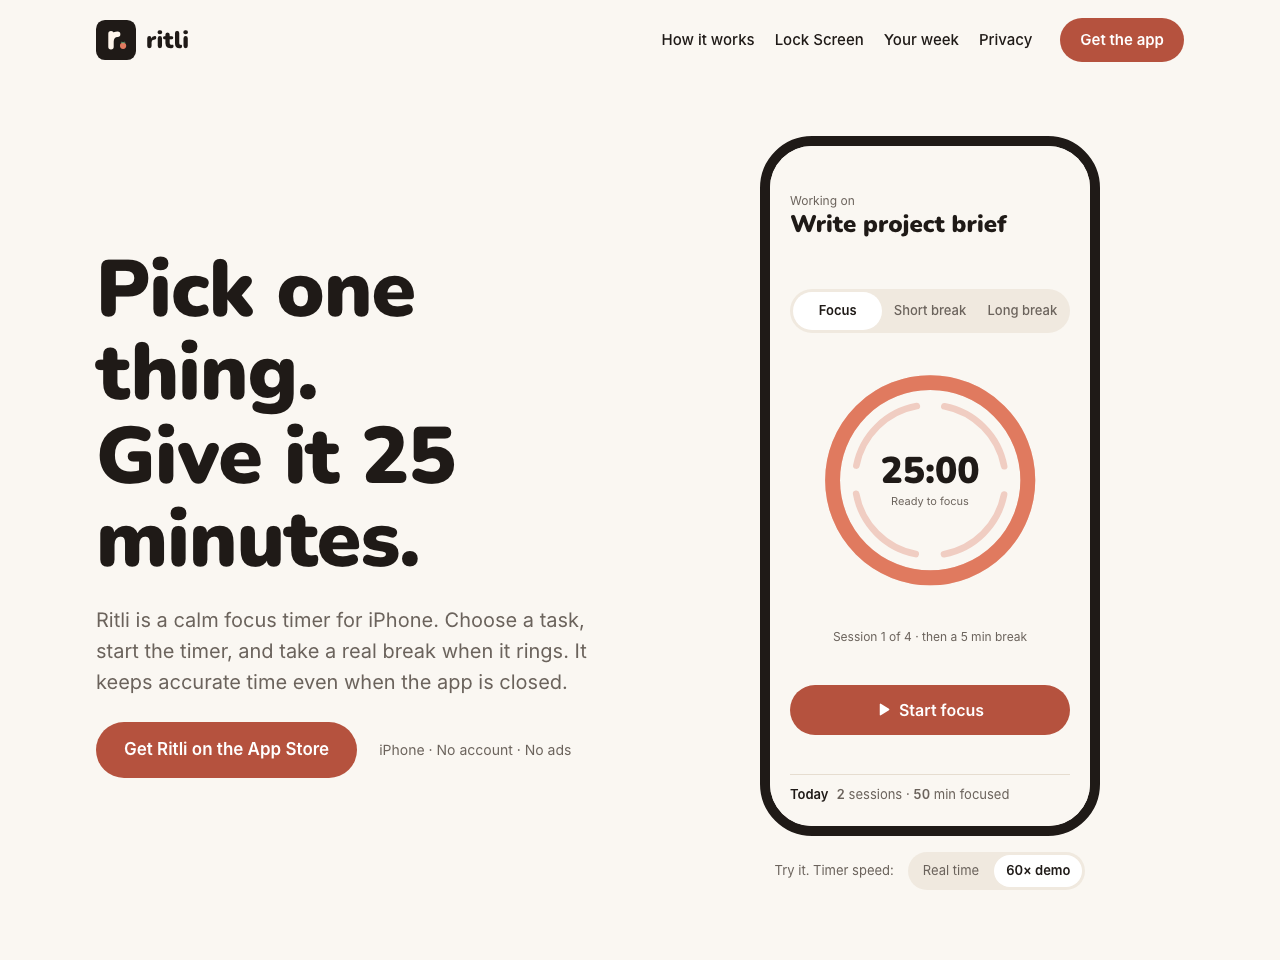 r.
ritli
How it works
Lock Screen
Your week
Privacy
Get the app
Pick one
thing.
Give it 25
minutes.
Ritli is a calm focus timer for iPhone. Choose a task,
start the timer, and take a real break when it rings. It
keeps accurate time even when the app is closed.
Get Ritli on the App Store
iPhone · No account · No ads
Working on
Write project brief
Focus
Short break
Long break
25:00
Ready to focus
Session 1 of 4 · then a 5 min break
Start focus
Today 2 sessions · 50 min focused
Try it. Timer speed:
Real time
60× demo